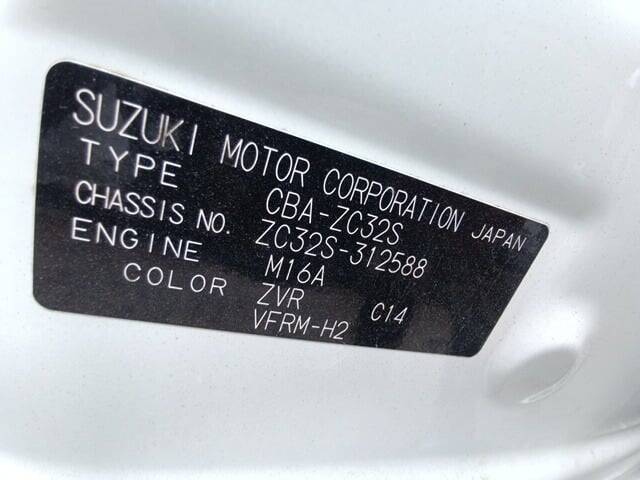 SUZUKI MOTOR CORPORATION JAPAN
TYPE CBA-ZC32S
CHASSIS NO. ZC32S-312588
ENGINE M16A
COLOR ZVR C14
VFRM-H2